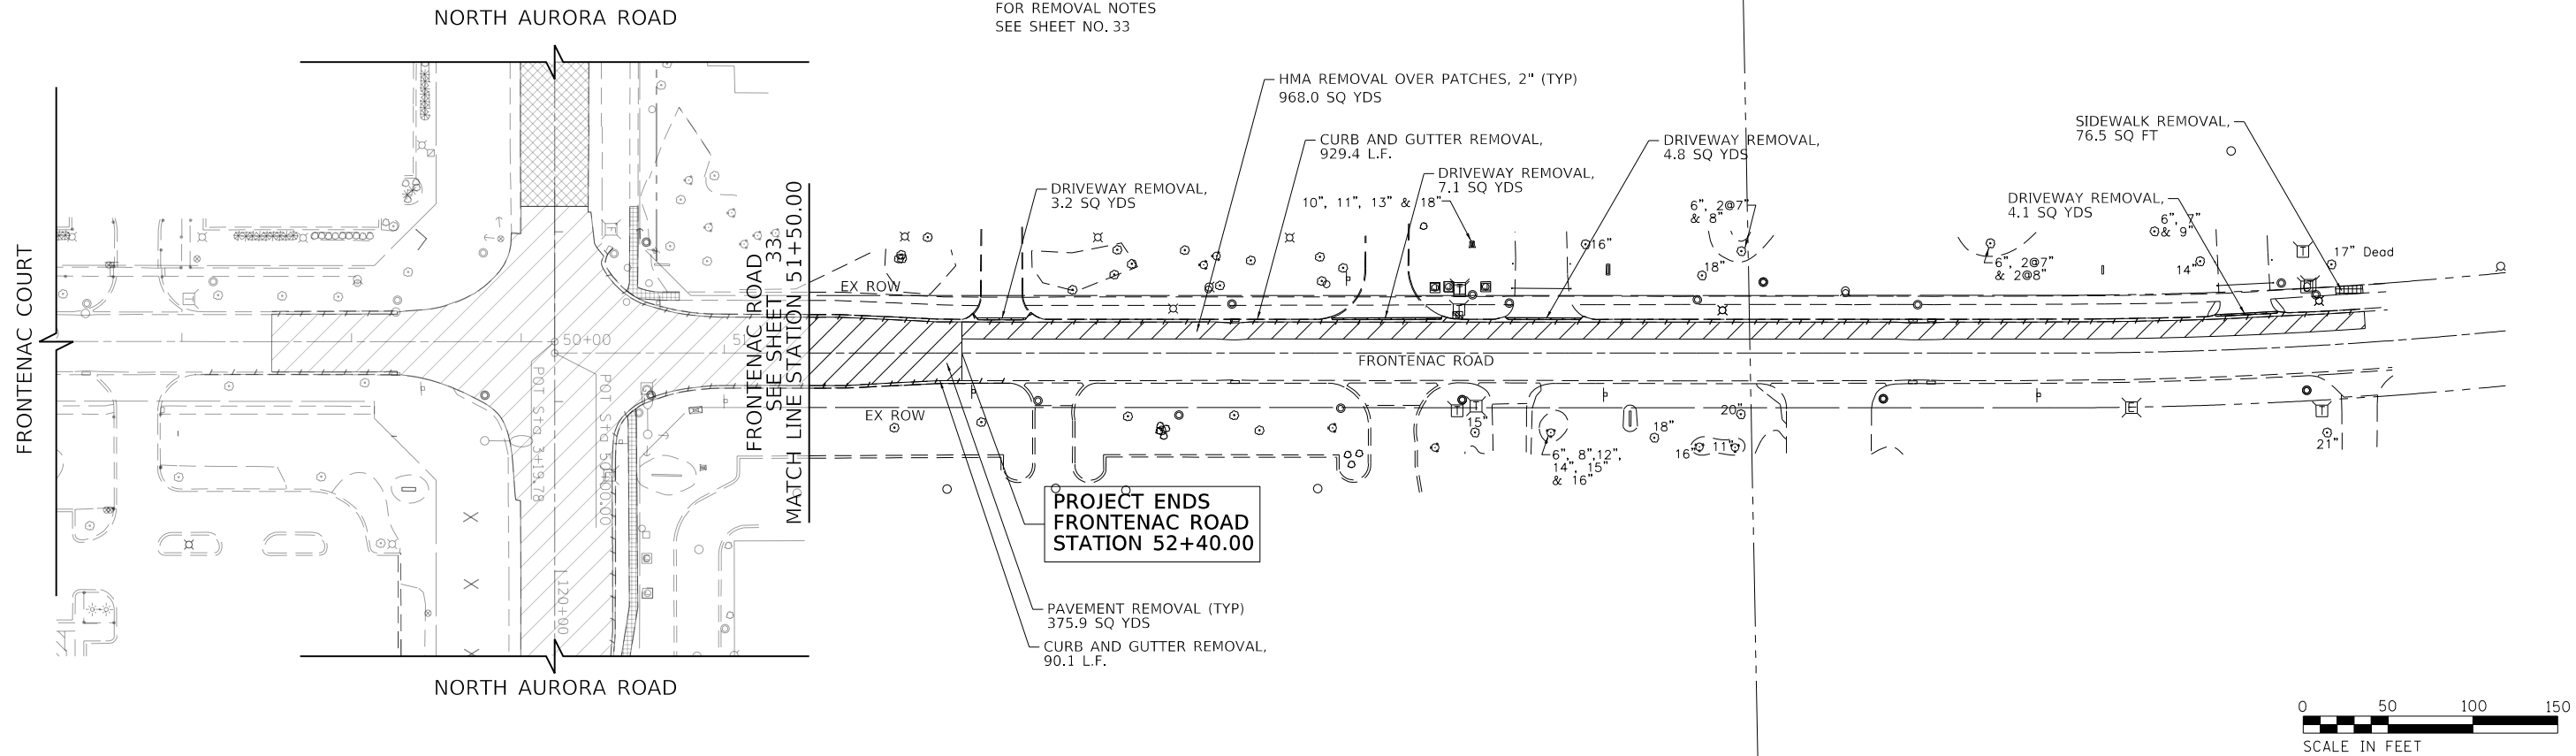 NORTH AURORA ROAD
FOR REMOVAL NOTES
SEE SHEET NO. 33
HMA REMOVAL OVER PATCHES, 2" (TYP)
968.0 SQ YDS
CURB AND GUTTER REMOVAL,
929.4 L.F.
DRIVEWAY REMOVAL,
4.8 SQ YDS
SIDEWALK REMOVAL,
76.5 SQ FT
DRIVEWAY REMOVAL,
3.2 SQ YDS
DRIVEWAY REMOVAL,
7.1 SQ YDS
10", 11", 13" & 18"
6", 2@7"
& 8"
DRIVEWAY REMOVAL,
4.1 SQ YDS
6", 7"
& 9"
16"
18"
6", 2@7"
& 2@8"
14"
17" Dead
FRONTENAC COURT
FRONTENAC ROAD
SEE SHEET 33
MATCH LINE STATION 51+50.00
EX ROW
50+00
51
FRONTENAC ROAD
POT Sta 3+19.78
POT Sta 50+00.00
EX ROW
15"
20"
18"
16"
11"
21"
6", 8",12",
14", 15"
& 16"
PROJECT ENDS
FRONTENAC ROAD
STATION 52+40.00
120+00
PAVEMENT REMOVAL (TYP)
375.9 SQ YDS
CURB AND GUTTER REMOVAL,
90.1 L.F.
NORTH AURORA ROAD
0 50 100 150
SCALE IN FEET
T
T
T
T
E
T